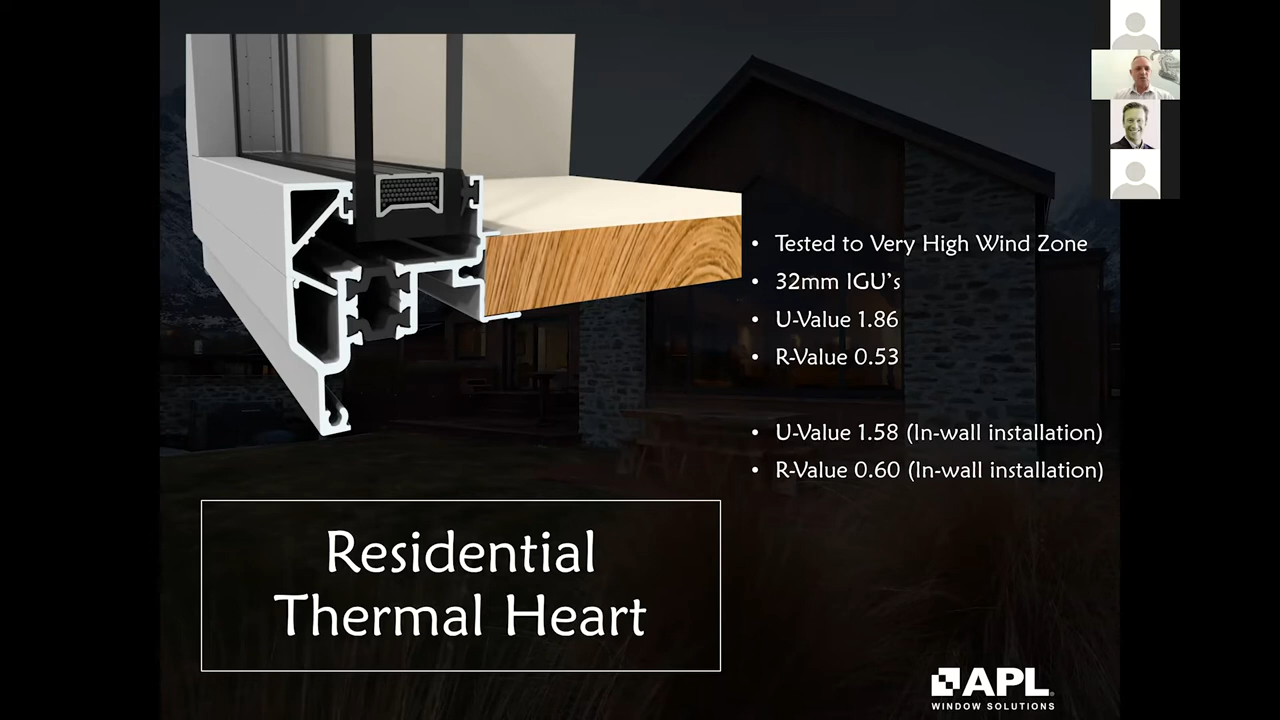 • Tested to Very High Wind Zone
• 32mm IGU's
• U-Value 1.86
• R-Value 0.53
• U-Value 1.58 (In-wall installation)
• R-Value 0.60 (In-wall installation)
Residential
Thermal Heart
APL
WINDOW SOLUTIONS